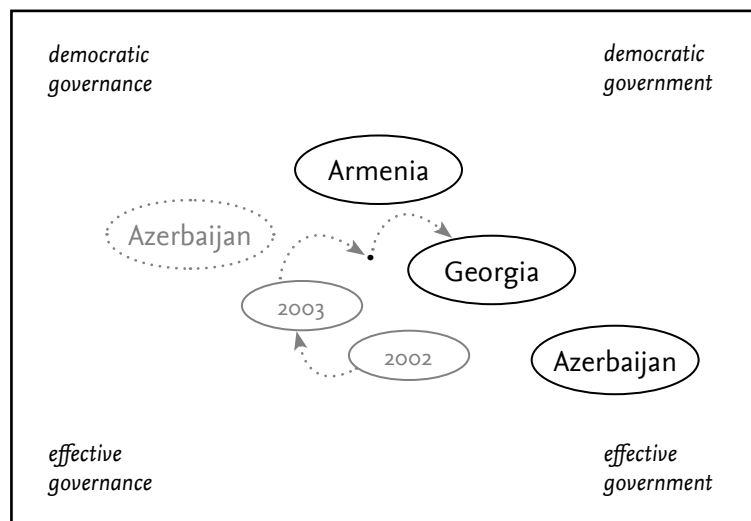 democratic
governance
democratic
government
Armenia
Azerbaijan
Georgia
2003
2002
Azerbaijan
effective
governance
effective
government